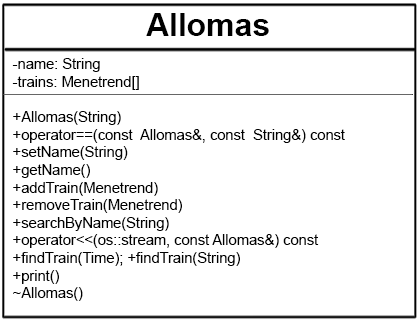 Allomas
-name: String
-trains: Menetrend[]
+Allomas(String)
+operator==(const Allomas&, const String&) const
+setName(String)
+getName()
+addTrain(Menetrend)
+removeTrain(Menetrend)
+searchByName(String)
+operator<<(os::stream, const Allomas&) const
+findTrain(Time); +findTrain(String)
+print()
~Allomas()